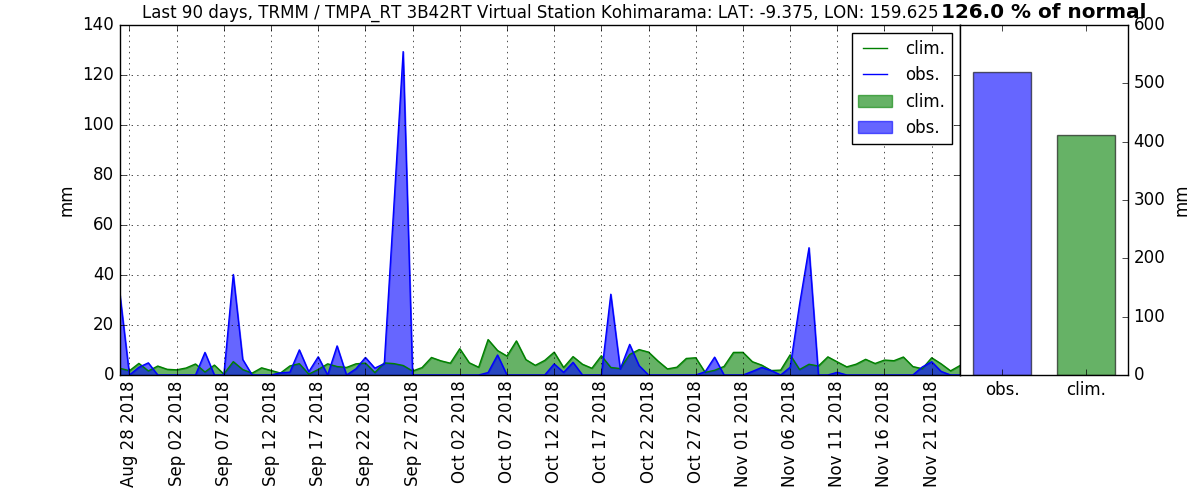 Last 90 days, TRMM / TMPA_RT 3B42RT Virtual Station Kohimarama: LAT: -9.375, LON: 159.625
126.0 % of normal
140
120
100
80
60
40
20
0
mm
clim.
obs.
clim.
obs.
Aug 28 2018
Sep 02 2018
Sep 07 2018
Sep 12 2018
Sep 17 2018
Sep 22 2018
Sep 27 2018
Oct 02 2018
Oct 07 2018
Oct 12 2018
Oct 17 2018
Oct 22 2018
Oct 27 2018
Nov 01 2018
Nov 06 2018
Nov 11 2018
Nov 16 2018
Nov 21 2018
600
500
400
300
200
100
0
mm
obs.
clim.